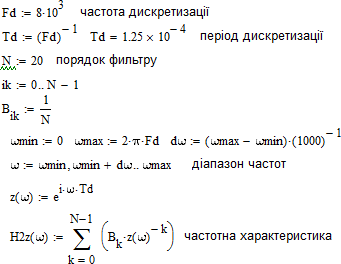 Fd := 8·10³ частота дискретизації
Td := (Fd)⁻¹ Td = 1.25 × 10⁻⁴ період дискретизації
N := 20 порядок фильтру
ik := 0.. N − 1
B_ik := 1/N
ωmin := 0 ωmax := 2·π·Fd dω := (ωmax − ωmin)·(1000)⁻¹
ω := ωmin, ωmin + dω.. ωmax діапазон частот
z(ω) := e^(i·ω·Td)
H2z(ω) := ∑_(k = 0)^(N−1) (B_k·z(ω)^(−k)) частотна характеристика